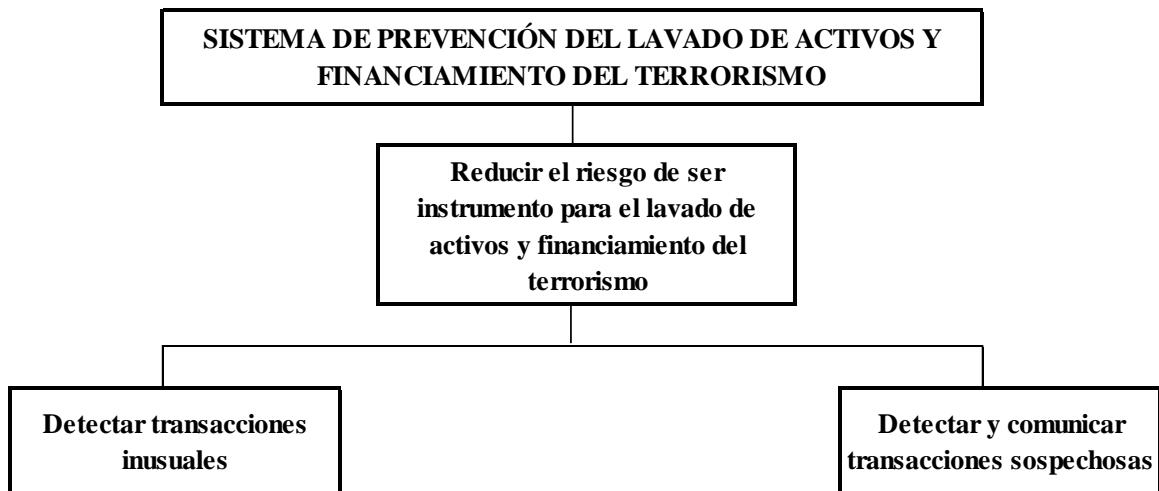 SISTEMA DE PREVENCIÓN DEL LAVADO DE ACTIVOS Y
FINANCIAMIENTO DEL TERRORISMO
Reducir el riesgo de ser
instrumento para el lavado de
activos y financiamiento del
terrorismo
Detectar transacciones
inusuales
Detectar y comunicar
transacciones sospechosas